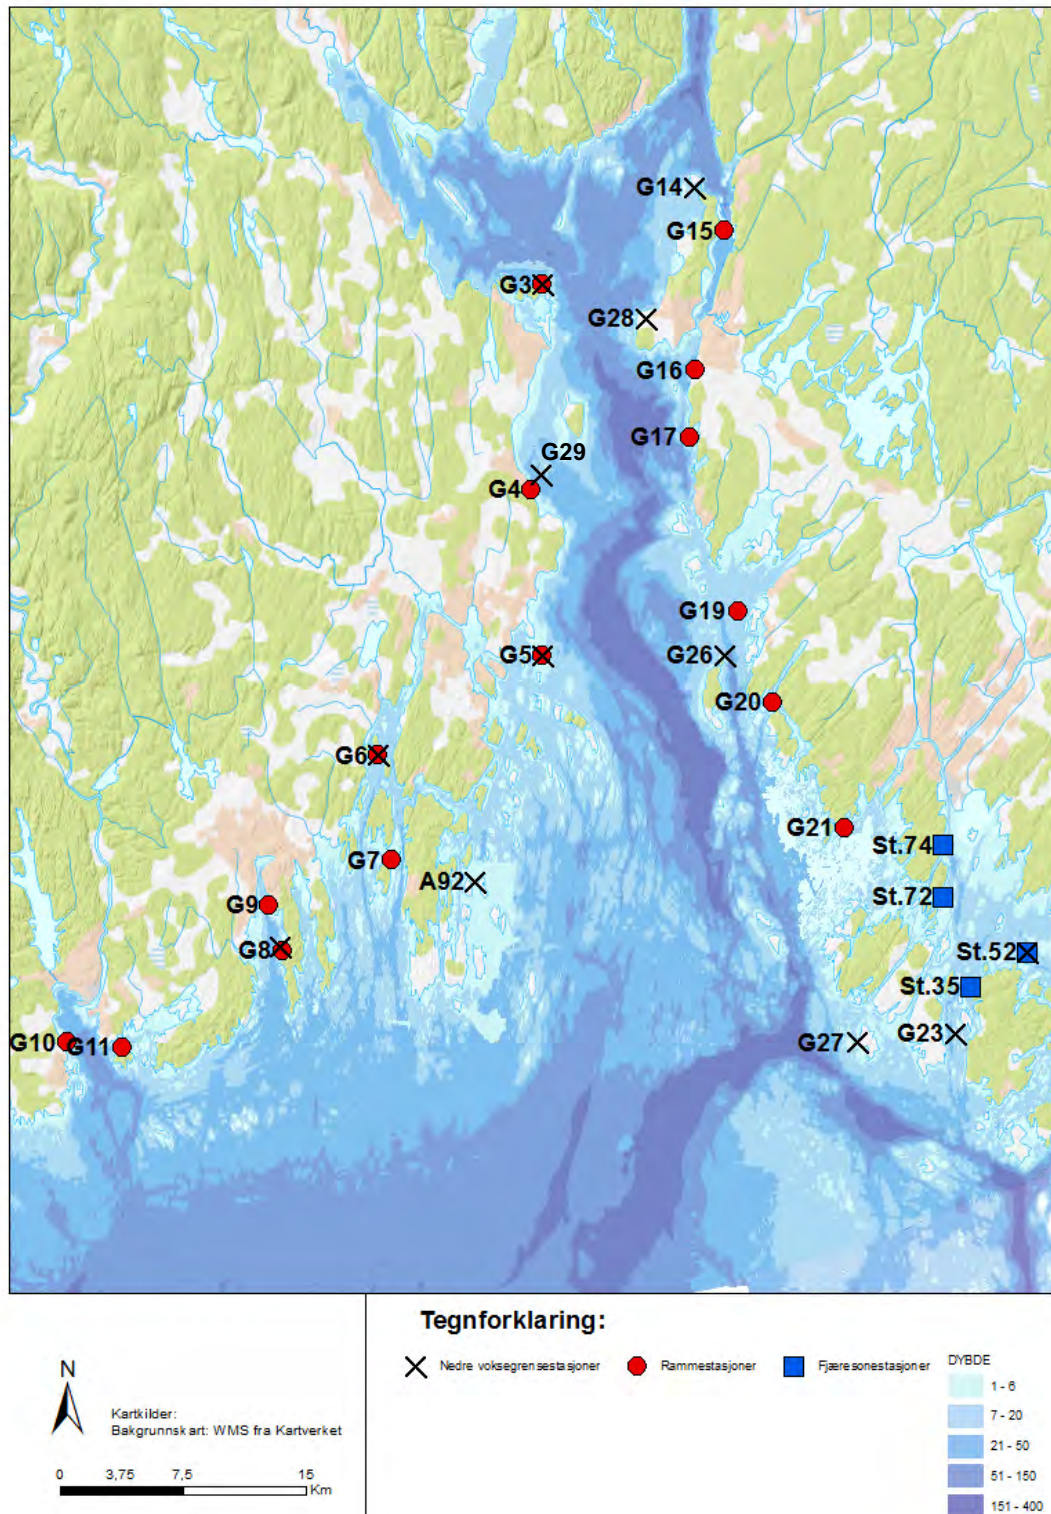 G14
G15
G3
G28
G16
G17
G29
G4
G19
G5
G26
G20
G6
G21
St.74
G7
A92
St.72
G9
G8
St.52
St.35
G23
G10
G11
G27
Tegnforklaring:
Nedre voksegrensestasjoner
Rammestasjoner
Fjæresonestasjoner
DYBDE
1 - 6
7 - 20
21 - 50
51 - 150
151 - 400
N
Kartkilder:
Bakgrunnskart: WMS fra Kartverket
0 3,75 7,5 15
Km